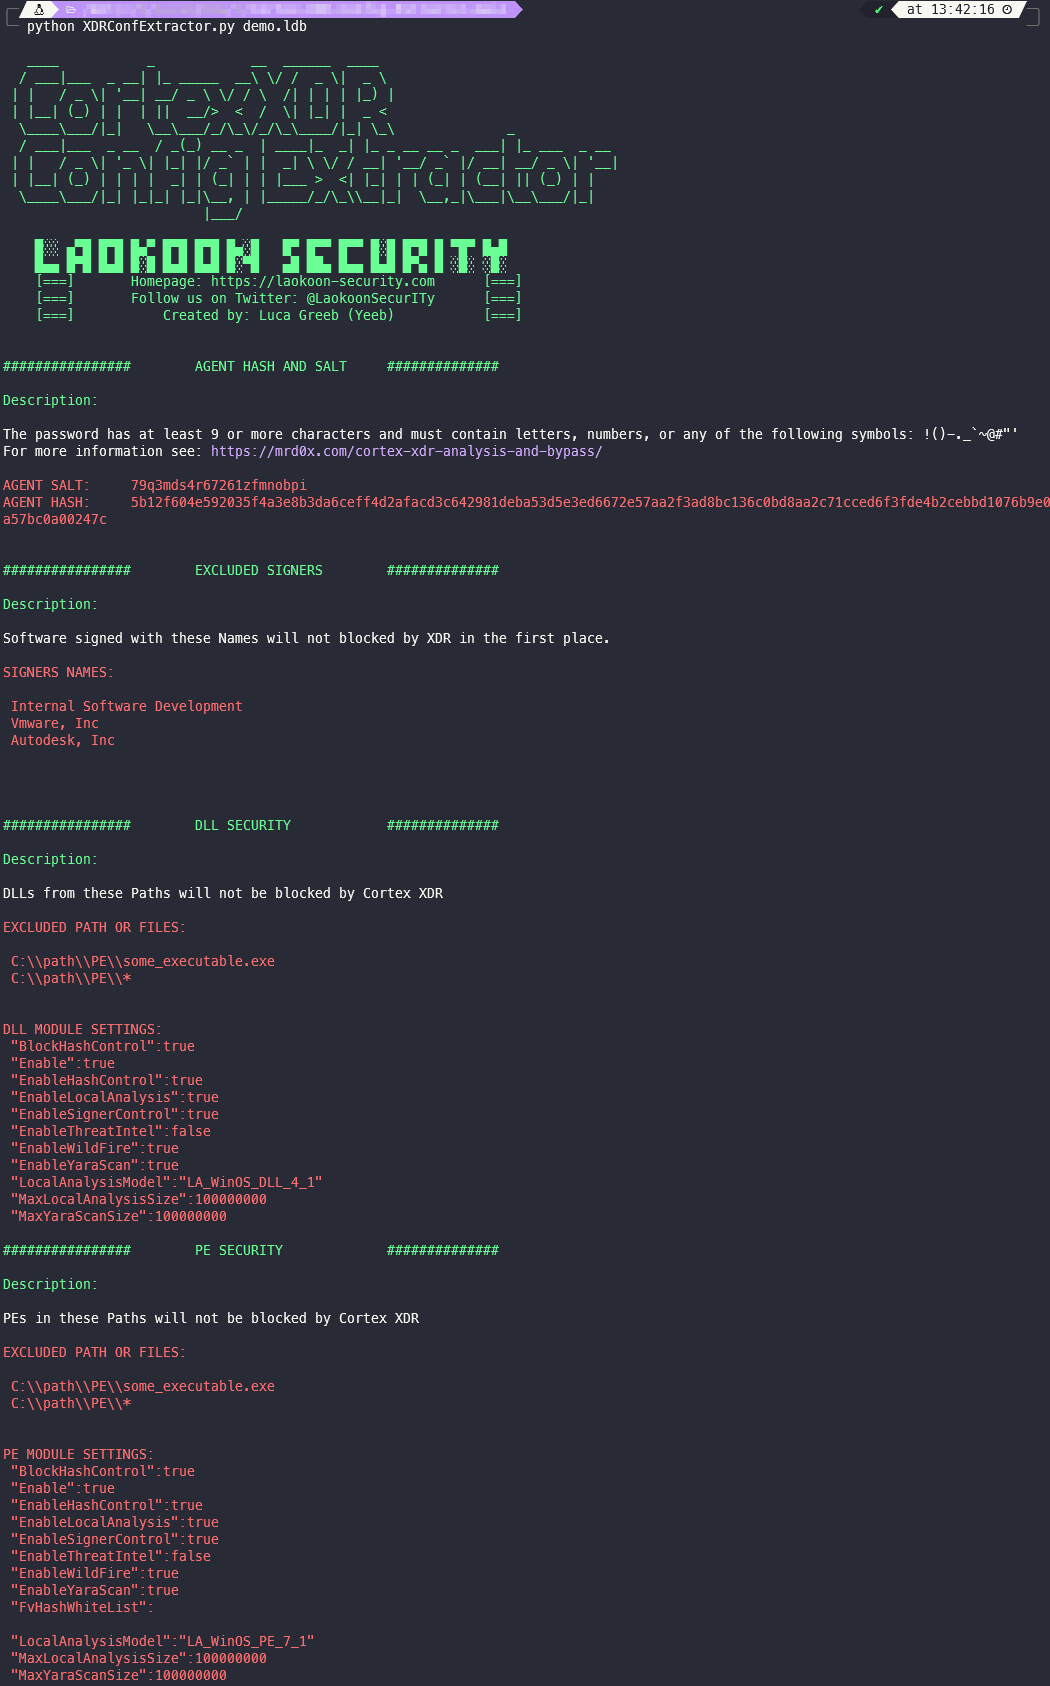 at 13:42:16
python XDRConfExtractor.py demo.ldb
CortexXDR
Config Extractor
LAOKOON SECURITY
[===] Homepage: https://laokoon-security.com [===]
[===] Follow us on Twitter: @LaokoonSecurITy [===]
[===] Created by: Luca Greeb (Yeeb) [===]
################ AGENT HASH AND SALT ##############
Description:
The password has at least 9 or more characters and must contain letters, numbers, or any of the following symbols: !()-._`~@#"'
For more information see: https://mrd0x.com/cortex-xdr-analysis-and-bypass/
AGENT SALT: 79q3mds4r67261zfmnobpi
AGENT HASH: 5b12f604e592035f4a3e8b3da6ceff4d2afacd3c642981deba53d5e3ed6672e57aa2f3ad8bc136c0bd8aa2c71cced6f3fde4b2cebbd1076b9e0
a57bc0a00247c
################ EXCLUDED SIGNERS ##############
Description:
Software signed with these Names will not blocked by XDR in the first place.
SIGNERS NAMES:
Internal Software Development
Vmware, Inc
Autodesk, Inc
################ DLL SECURITY ##############
Description:
DLLs from these Paths will not be blocked by Cortex XDR
EXCLUDED PATH OR FILES:
C:\\path\\PE\\some_executable.exe
C:\\path\\PE\\*
DLL MODULE SETTINGS:
"BlockHashControl":true
"Enable":true
"EnableHashControl":true
"EnableLocalAnalysis":true
"EnableSignerControl":true
"EnableThreatIntel":false
"EnableWildFire":true
"EnableYaraScan":true
"LocalAnalysisModel":"LA_WinOS_DLL_4_1"
"MaxLocalAnalysisSize":100000000
"MaxYaraScanSize":100000000
################ PE SECURITY ##############
Description:
PEs in these Paths will not be blocked by Cortex XDR
EXCLUDED PATH OR FILES:
C:\\path\\PE\\some_executable.exe
C:\\path\\PE\\*
PE MODULE SETTINGS:
"BlockHashControl":true
"Enable":true
"EnableHashControl":true
"EnableLocalAnalysis":true
"EnableSignerControl":true
"EnableThreatIntel":false
"EnableWildFire":true
"EnableYaraScan":true
"FvHashWhiteList":
"LocalAnalysisModel":"LA_WinOS_PE_7_1"
"MaxLocalAnalysisSize":100000000
"MaxYaraScanSize":100000000